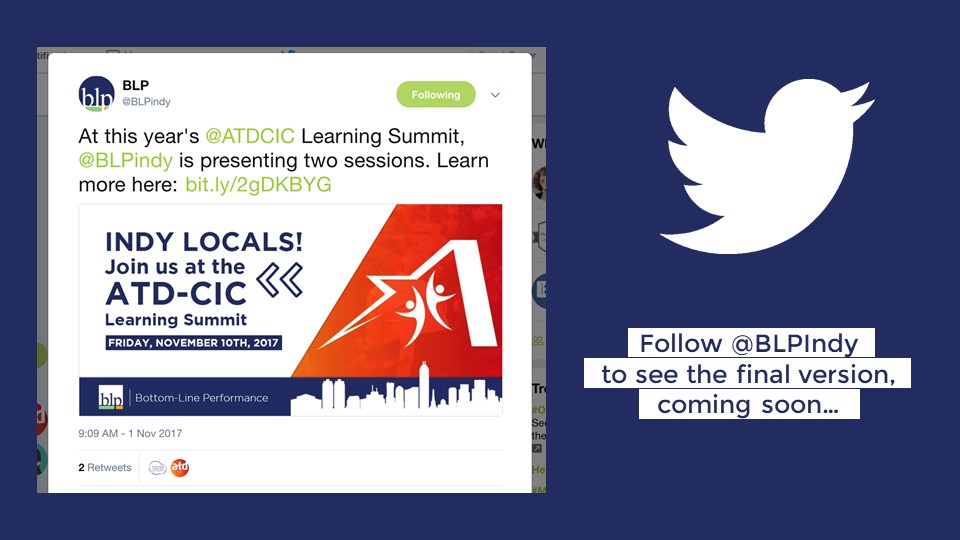 BLP
@BLPindy
Following
At this year's @ATDCIC Learning Summit,
@BLPindy is presenting two sessions. Learn
more here: bit.ly/2gDKBYG
INDY LOCALS!
Join us at the
ATD-CIC
Learning Summit
FRIDAY, NOVEMBER 10TH, 2017
blp Bottom-Line Performance
9:09 AM - 1 Nov 2017
2 Retweets
atd
Follow @BLPIndy
to see the final version,
coming soon…